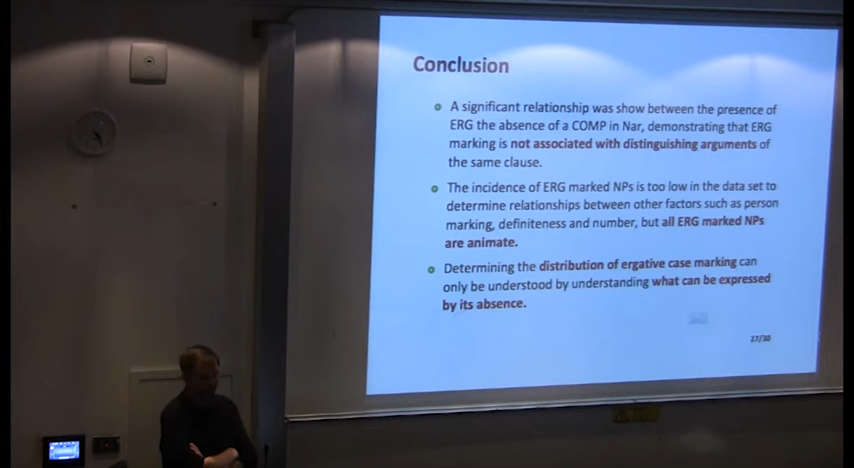 Conclusion
A significant relationship was show between the presence of
ERG the absence of a COMP in Nar, demonstrating that ERG
marking is not associated with distinguishing arguments of
the same clause.
The incidence of ERG marked NPs is too low in the data set to
determine relationships between other factors such as person
marking, definiteness and number, but all ERG marked NPs
are animate.
Determining the distribution of ergative case marking can
only be understood by understanding what can be expressed
by its absence.
27/30